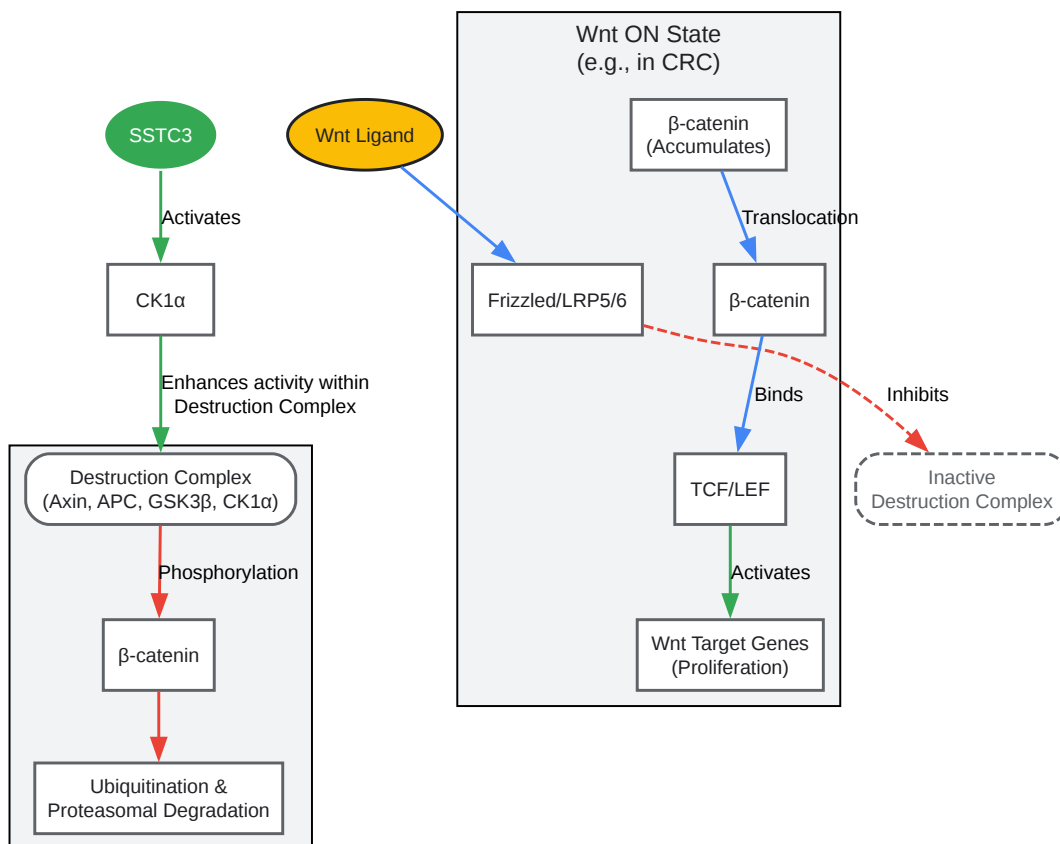 Wnt ON State
(e.g., in CRC)
SSTC3
Wnt Ligand
β-catenin
(Accumulates)
Activates
Translocation
CK1α
Frizzled/LRP5/6
β-catenin
Enhances activity within
Destruction Complex
Binds
Inhibits
Destruction Complex
(Axin, APC, GSK3β, CK1α)
TCF/LEF
Inactive
Destruction Complex
Phosphorylation
Activates
β-catenin
Wnt Target Genes
(Proliferation)
Ubiquitination &
Proteasomal Degradation